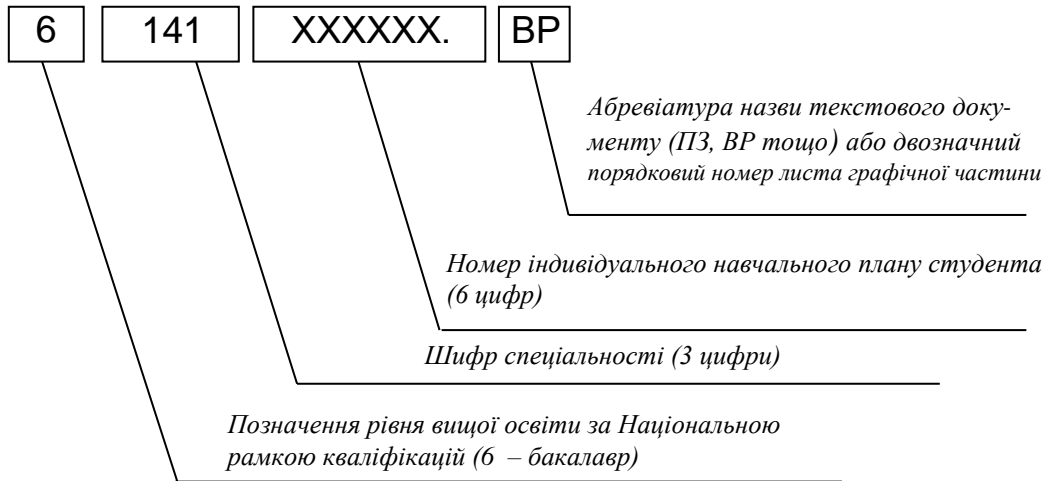 6 141 XXXXXX. ВР
Абревіатура назви текстового доку-
менту (ПЗ, ВР тощо) або двозначний
порядковий номер листа графічної частини
Номер індивідуального навчального плану студента
(6 цифр)
Шифр спеціальності (3 цифри)
Позначення рівня вищої освіти за Національною
рамкою кваліфікацій (6 – бакалавр)